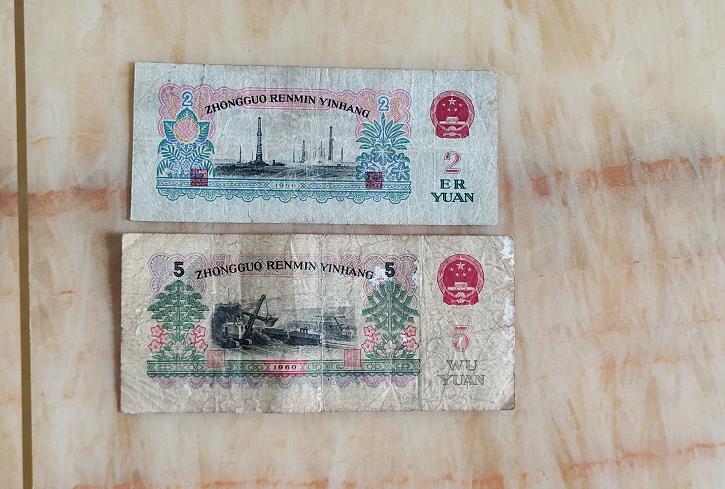 2 ZHONGGUO RENMIN YINHANG 2
1960
2
ER
YUAN
5 ZHONGGUO RENMIN YINHANG 5
1960
5
WU
YUAN